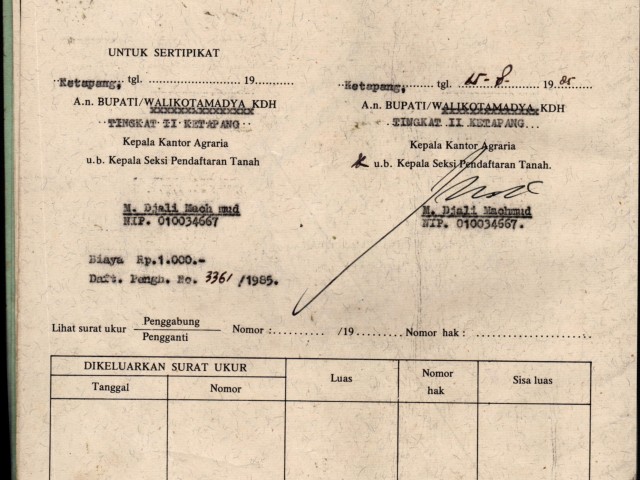 UNTUK SERTIPIKAT
Ketapang, tgl. .................... 19...........
A.n. BUPATI/WALIKOTAMADYA KDH
TINGKAT II KETAPANG
Kepala Kantor Agraria
u.b. Kepala Seksi Pendaftaran Tanah
M. Djali Mach mud
NIP. 010034667
Biaya Rp.1.000.-
Daft. Pengh. No. 3361 /1985.
Ketapang, tgl. 15-8- 1985
A.n. BUPATI/WALIKOTAMADYA KDH
TINGKAT II KETAPANG
Kepala Kantor Agraria
u.b. Kepala Seksi Pendaftaran Tanah.
M. Djali Machmud
NIP. 010034667.
Lihat surat ukur Penggabung Nomor :.......... /19 .......... Nomor hak : ......................
Pengganti
DIKELUARKAN SURAT UKUR
Tanggal
Nomor
Luas
Nomor
hak
Sisa luas